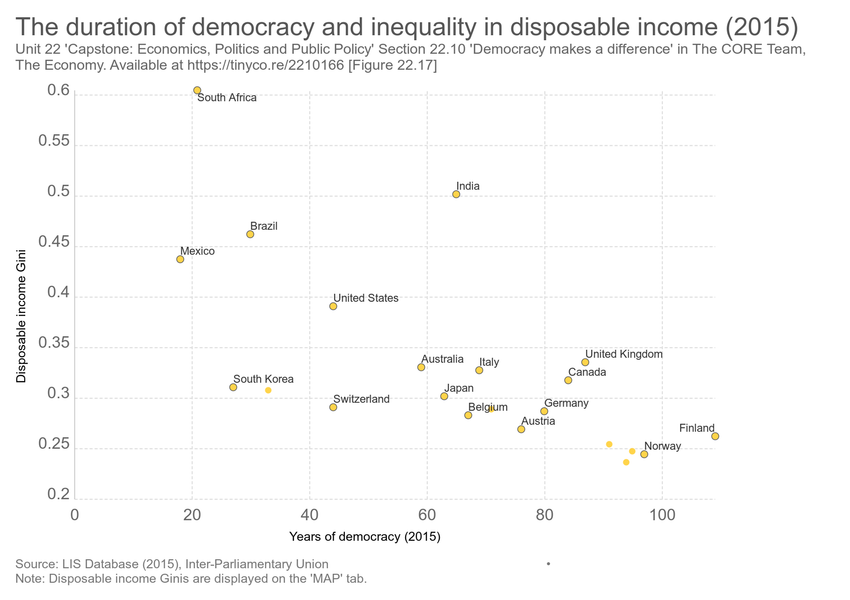 The duration of democracy and inequality in disposable income (2015)
Unit 22 'Capstone: Economics, Politics and Public Policy' Section 22.10 'Democracy makes a difference' in The CORE Team,
The Economy. Available at https://tinyco.re/2210166 [Figure 22.17]
0.6
South Africa
0.55
India
0.5
Brazil
0.45
Mexico
0.4
United States
Disposable income Gini
0.35
United Kingdom
Australia
Italy
Canada
South Korea
Japan
0.3
Switzerland
Belgium
Germany
Austria
Finland
0.25
Norway
0.2
0 20 40 60 80 100
Years of democracy (2015)
Source: LIS Database (2015), Inter-Parliamentary Union
Note: Disposable income Ginis are displayed on the 'MAP' tab.